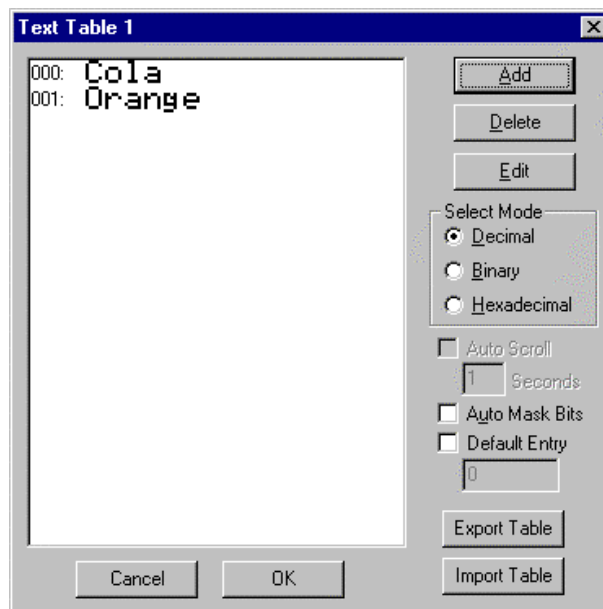 Text Table 1
000: Cola
001: Orange
Add
Delete
Edit
Select Mode
Decimal
Binary
Hexadecimal
Auto Scroll
1 Seconds
Auto Mask Bits
Default Entry
0
Export Table
Import Table
Cancel
OK